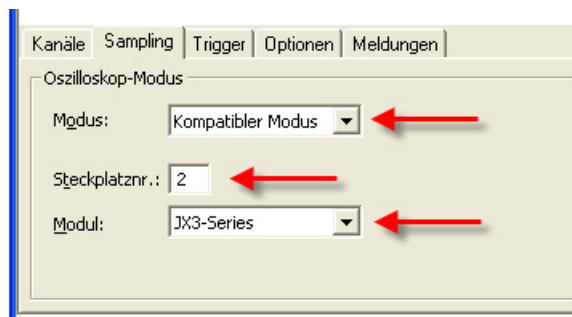 Kanäle Sampling Trigger Optionen Meldungen
Oszilloskop-Modus
Modus: Kompatibler Modus
Steckplatznr.: 2
Modul: JX3-Series